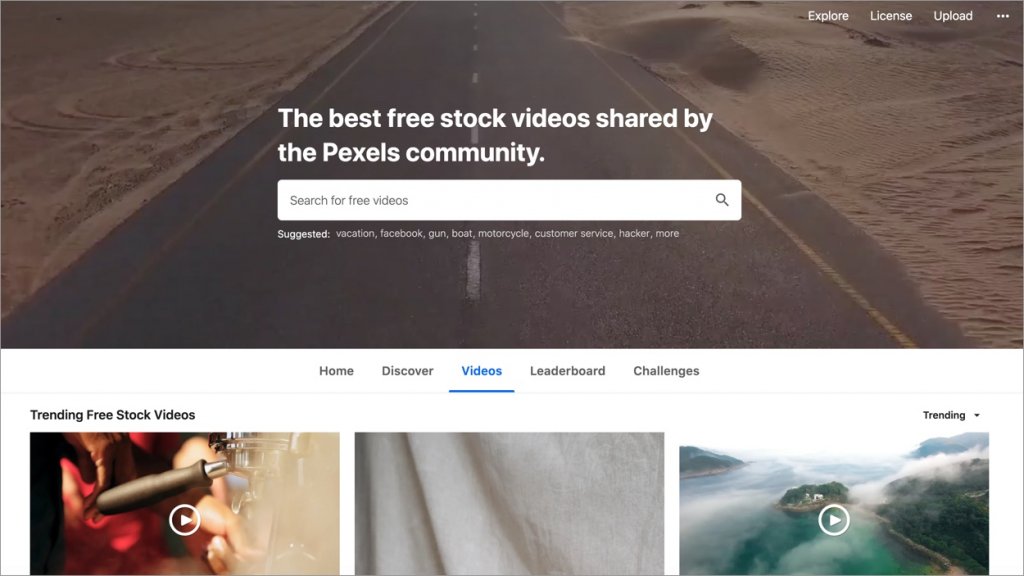 Explore License Upload
The best free stock videos shared by
the Pexels community.
Search for free videos
Suggested: vacation, facebook, gun, boat, motorcycle, customer service, hacker, more
Home Discover Videos Leaderboard Challenges
Trending Free Stock Videos
Trending